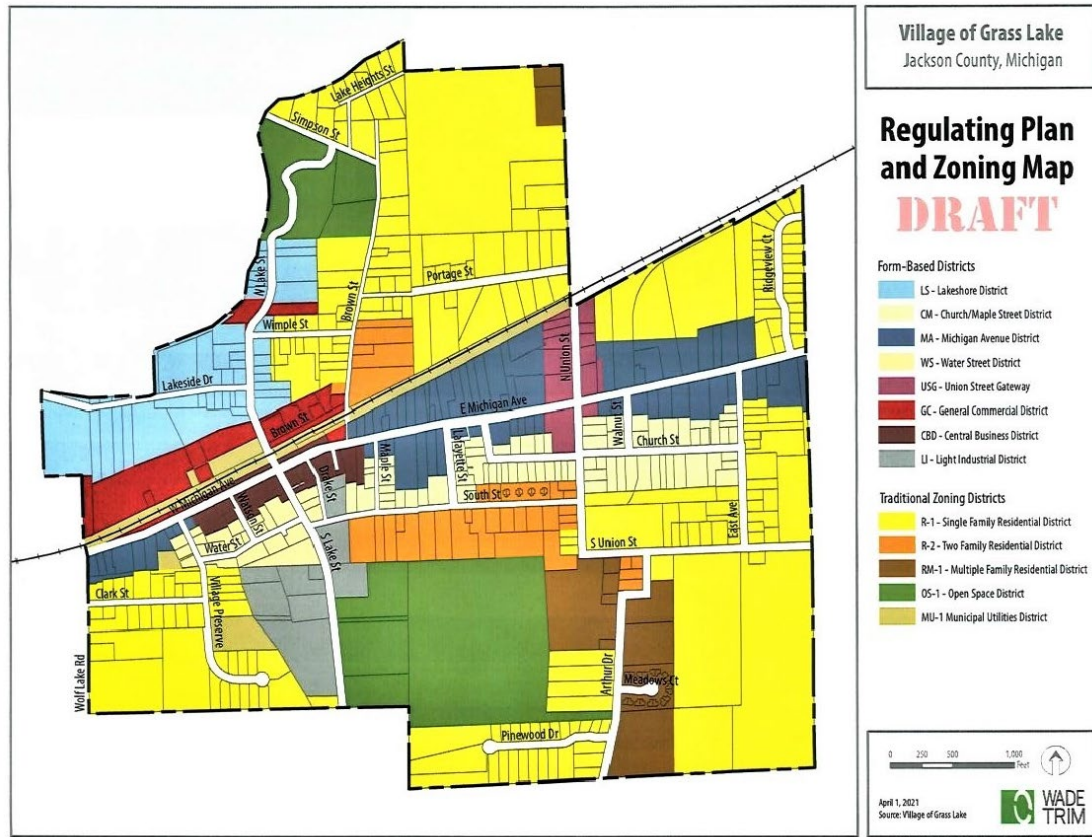 Village of Grass Lake
Jackson County, Michigan
Regulating Plan
and Zoning Map
DRAFT
Form-Based Districts
LS - Lakeshore District
CM - Church/Maple Street District
MA - Michigan Avenue District
WS - Water Street District
USG - Union Street Gateway
GC - General Commercial District
CBD - Central Business District
LI - Light Industrial District
Traditional Zoning Districts
R-1 - Single Family Residential District
R-2 - Two Family Residential District
RM-1 - Multiple Family Residential District
OS-1 - Open Space District
MU-1 Municipal Utilities District
0 250 500 1,000
Feet
April 1, 2021
Source: Village of Grass Lake
WADE
TRIM
Lake Heights St
Simpson St
N Lake St
Brown St
Portage St
Ridgeview Ct
Wimple St
N Union St
Lakeside Dr
E Michigan Ave
Brown St
Walnut St
Church St
Lafayette St
Maple St
W Michigan Ave
Drake St
South St
Watson St
East Ave
Water St
S Lake St
S Union St
Clark St
Village Preserve
Wolf Lake Rd
Arthur Dr
Meadows Ct
Pinewood Dr